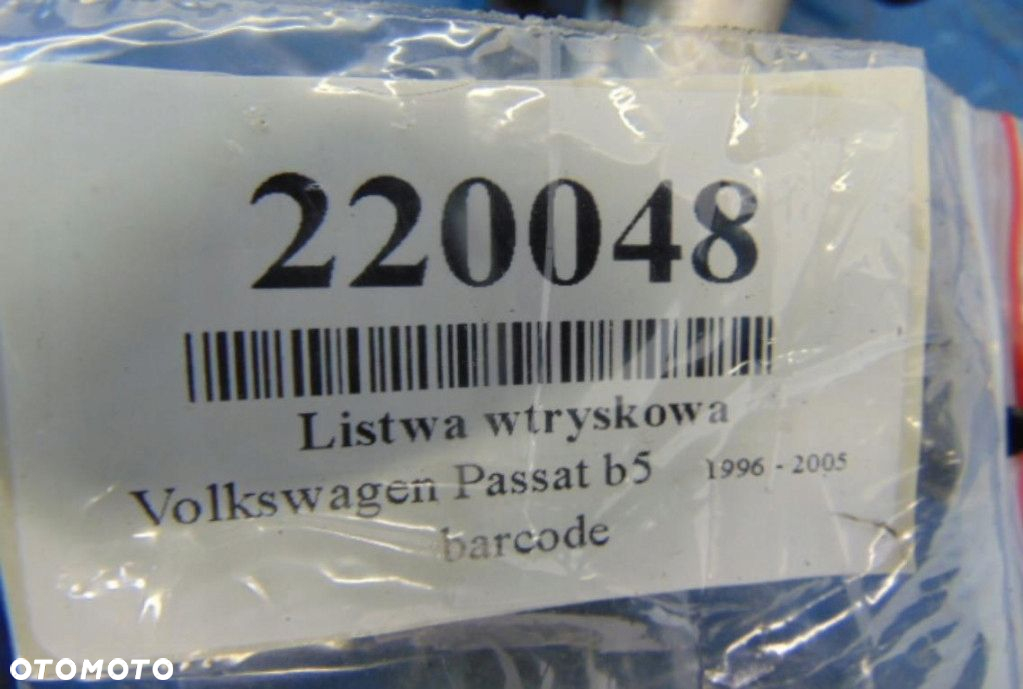 220048
Listwa wtryskowa
Volkswagen Passat b5 1996 - 2005
barcode
OTOMOTO